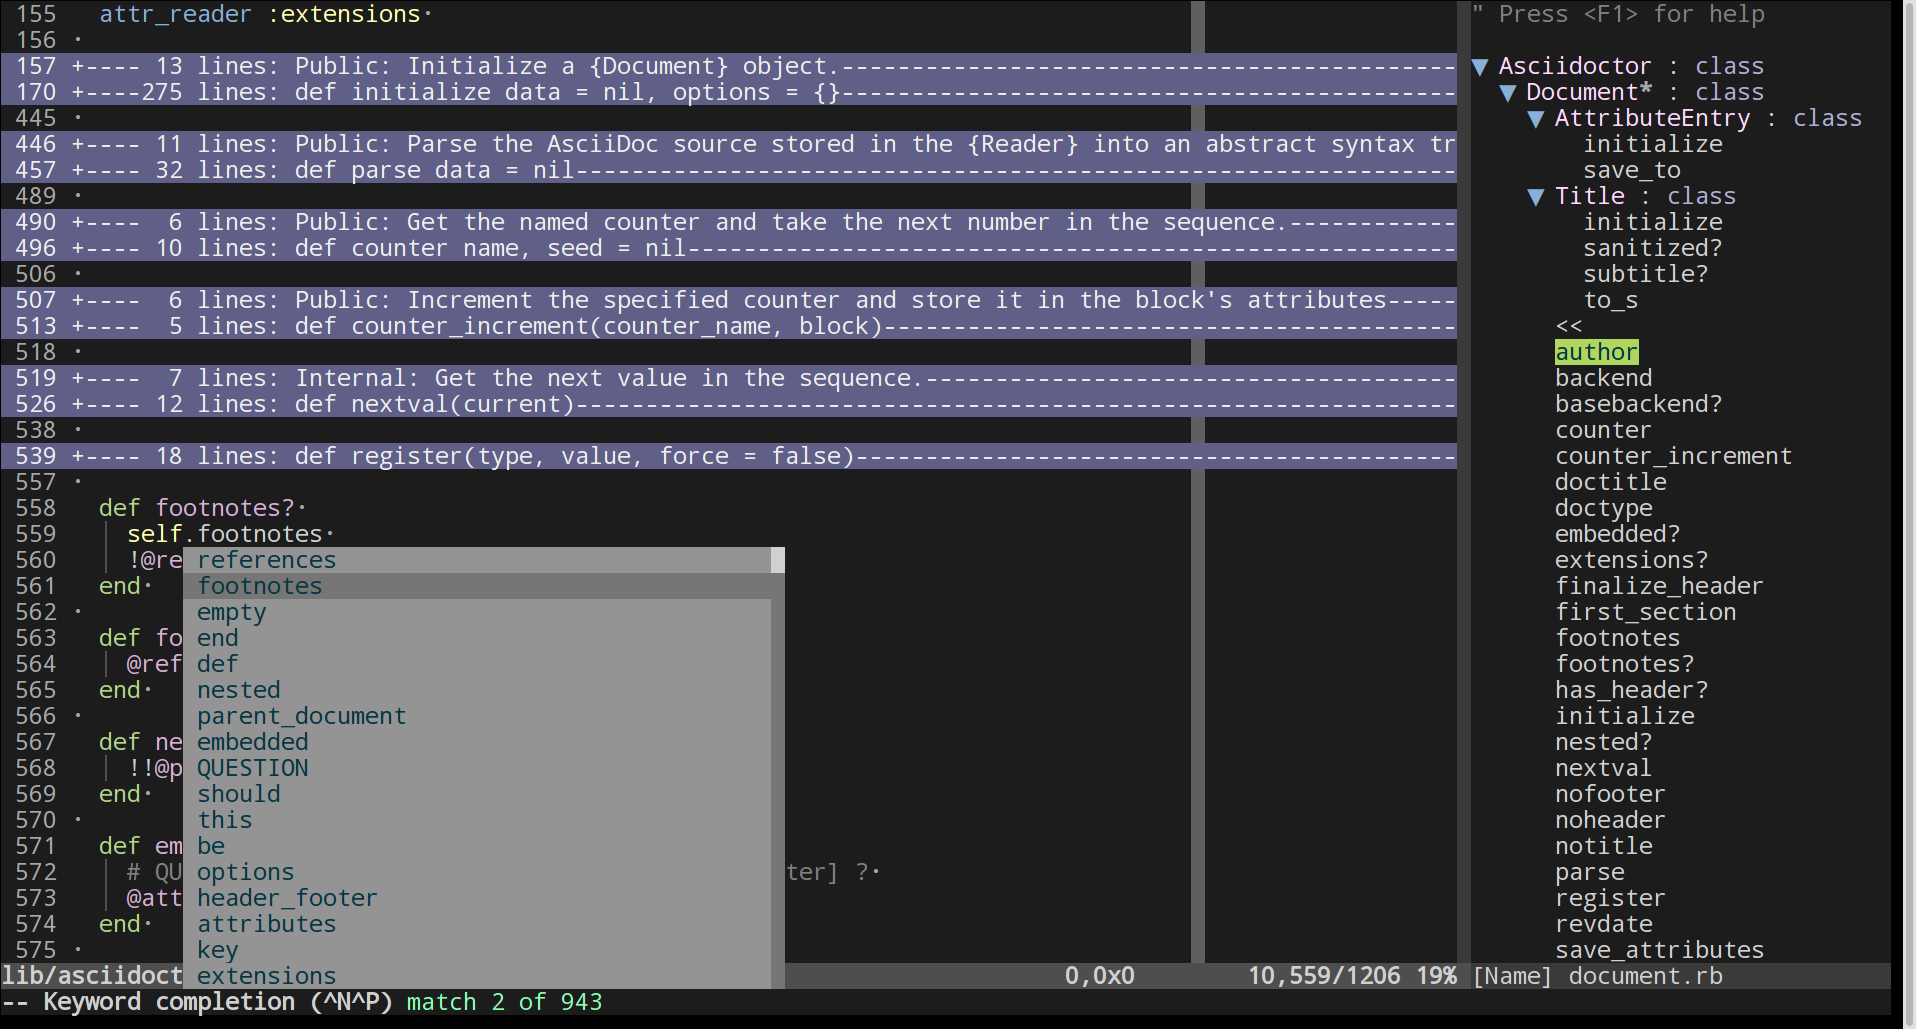 155   attr_reader :extensions·
156 ·
157 +---- 13 lines: Public: Initialize a {Document} object.--------------------------------------------
170 +----275 lines: def initialize data = nil, options = {}--------------------------------------------
445 ·
446 +---- 11 lines: Public: Parse the AsciiDoc source stored in the {Reader} into an abstract syntax tr
457 +---- 32 lines: def parse data = nil---------------------------------------------------------------
489 ·
490 +----  6 lines: Public: Get the named counter and take the next number in the sequence.------------
496 +---- 10 lines: def counter name, seed = nil-------------------------------------------------------
506 ·
507 +----  6 lines: Public: Increment the specified counter and store it in the block's attributes-----
513 +----  5 lines: def counter_increment(counter_name, block)-----------------------------------------
518 ·
519 +----  7 lines: Internal: Get the next value in the sequence.--------------------------------------
526 +---- 12 lines: def nextval(current)---------------------------------------------------------------
538 ·
539 +---- 18 lines: def register(type, value, force = false)-------------------------------------------
557 ·
558   def footnotes?·
559   │ self.footnotes·
560   │ !@re
561   end·
562 ·
563   def fo
564   │ @ref
565   end·
566 ·
567   def ne
568   │ !!@p
569   end·
570 ·
571   def em
572   │ # QU ter] ?·
573   │ @att
574   end·
575 ·
references
footnotes
empty
end
def
nested
parent_document
embedded
QUESTION
should
this
be
options
header_footer
attributes
key
extensions
lib/asciidoct 0,0x0 10,559/1206 19%
-- Keyword completion (^N^P) match 2 of 943
" Press <F1> for help
▼ Asciidoctor : class
▼ Document* : class
▼ AttributeEntry : class
initialize
save_to
▼ Title : class
initialize
sanitized?
subtitle?
to_s
<<
author
backend
basebackend?
counter
counter_increment
doctitle
doctype
embedded?
extensions?
finalize_header
first_section
footnotes
footnotes?
has_header?
initialize
nested?
nextval
nofooter
noheader
notitle
parse
register
revdate
save_attributes
[Name] document.rb